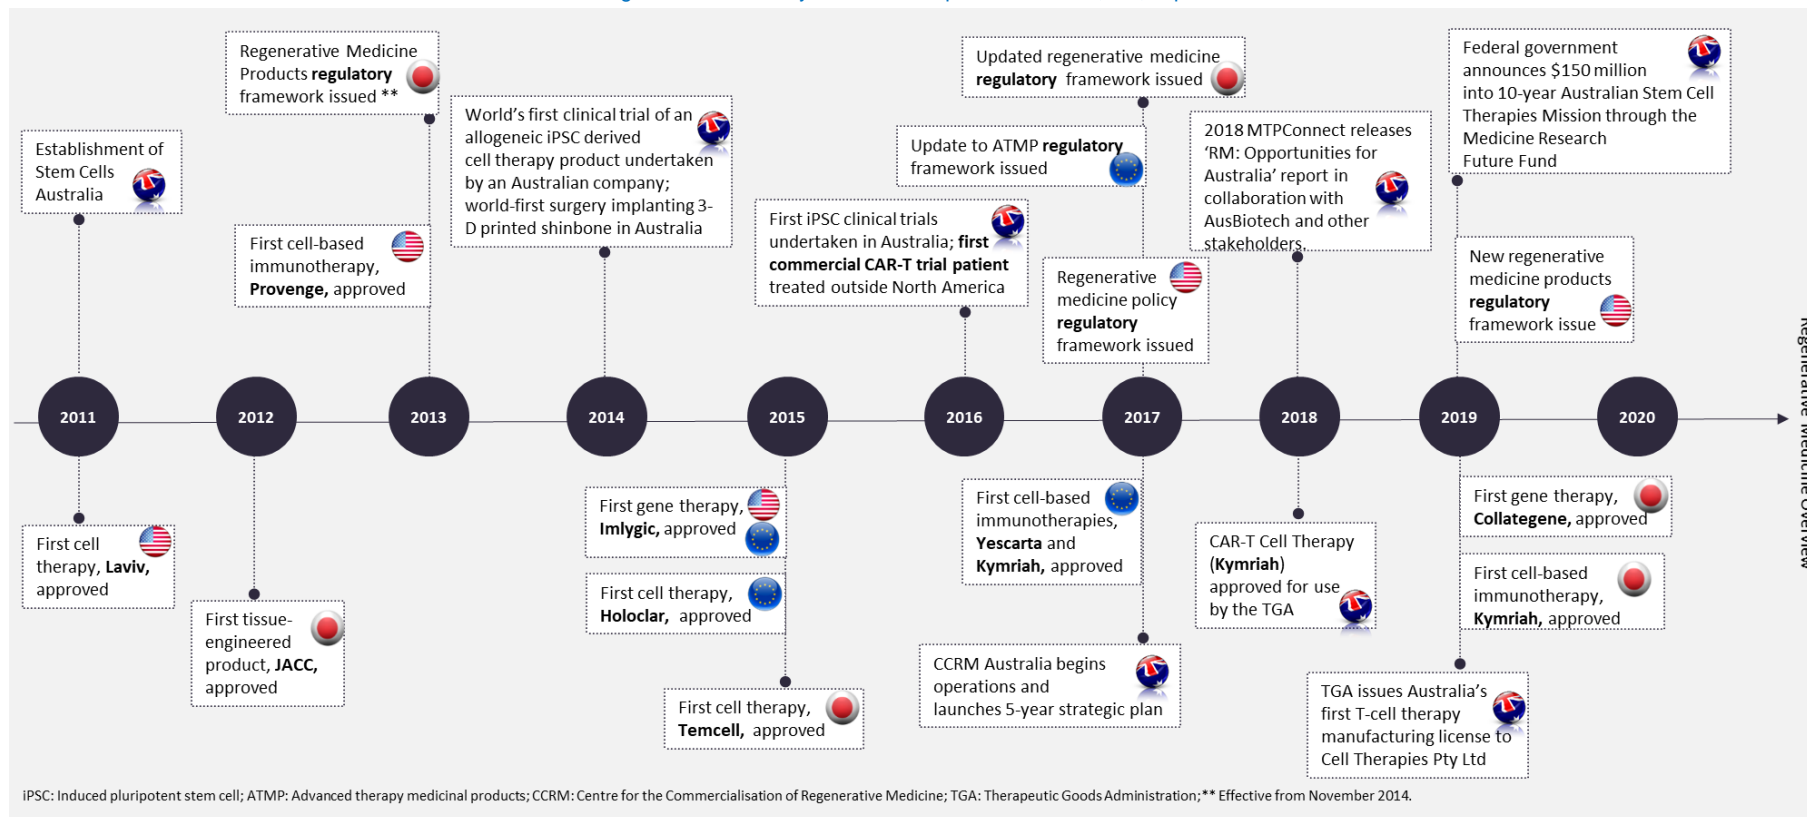 Regenerative Medicine
Products regulatory
framework issued **
Updated regenerative medicine
regulatory framework issued
Federal government
announces $150 million
into 10-year Australian Stem Cell
Therapies Mission through the
Medicine Research
Future Fund
World's first clinical trial of an
allogeneic iPSC derived
cell therapy product undertaken
by an Australian company;
world-first surgery implanting 3-
D printed shinbone in Australia
Establishment of
Stem Cells
Australia
Update to ATMP regulatory
framework issued
2018 MTPConnect releases
'RM: Opportunities for
Australia' report in
collaboration with
AusBiotech and other
stakeholders.
First cell-based
immunotherapy,
Provenge, approved
First iPSC clinical trials
undertaken in Australia; first
commercial CAR-T trial patient
treated outside North America
Regenerative
medicine policy
regulatory
framework issued
New regenerative
medicine products
regulatory
framework issue
2011
2012
2013
2014
2015
2016
2017
2018
2019
2020
First cell
therapy, Laviv,
approved
First tissue-
engineered
product, JACC,
approved
First gene therapy,
Imlygic, approved
First cell therapy,
Holoclar, approved
First cell therapy,
Temcell, approved
First cell-based
immunotherapies,
Yescarta and
Kymriah, approved
CCRM Australia begins
operations and
launches 5-year strategic plan
CAR-T Cell Therapy
(Kymriah)
approved for use
by the TGA
First gene therapy,
Collategene, approved
First cell-based
immunotherapy,
Kymriah, approved
TGA issues Australia's
first T-cell therapy
manufacturing license to
Cell Therapies Pty Ltd
Regenerative Medicine Overview
iPSC: Induced pluripotent stem cell; ATMP: Advanced therapy medicinal products; CCRM: Centre for the Commercialisation of Regenerative Medicine; TGA: Therapeutic Goods Administration; ** Effective from November 2014.